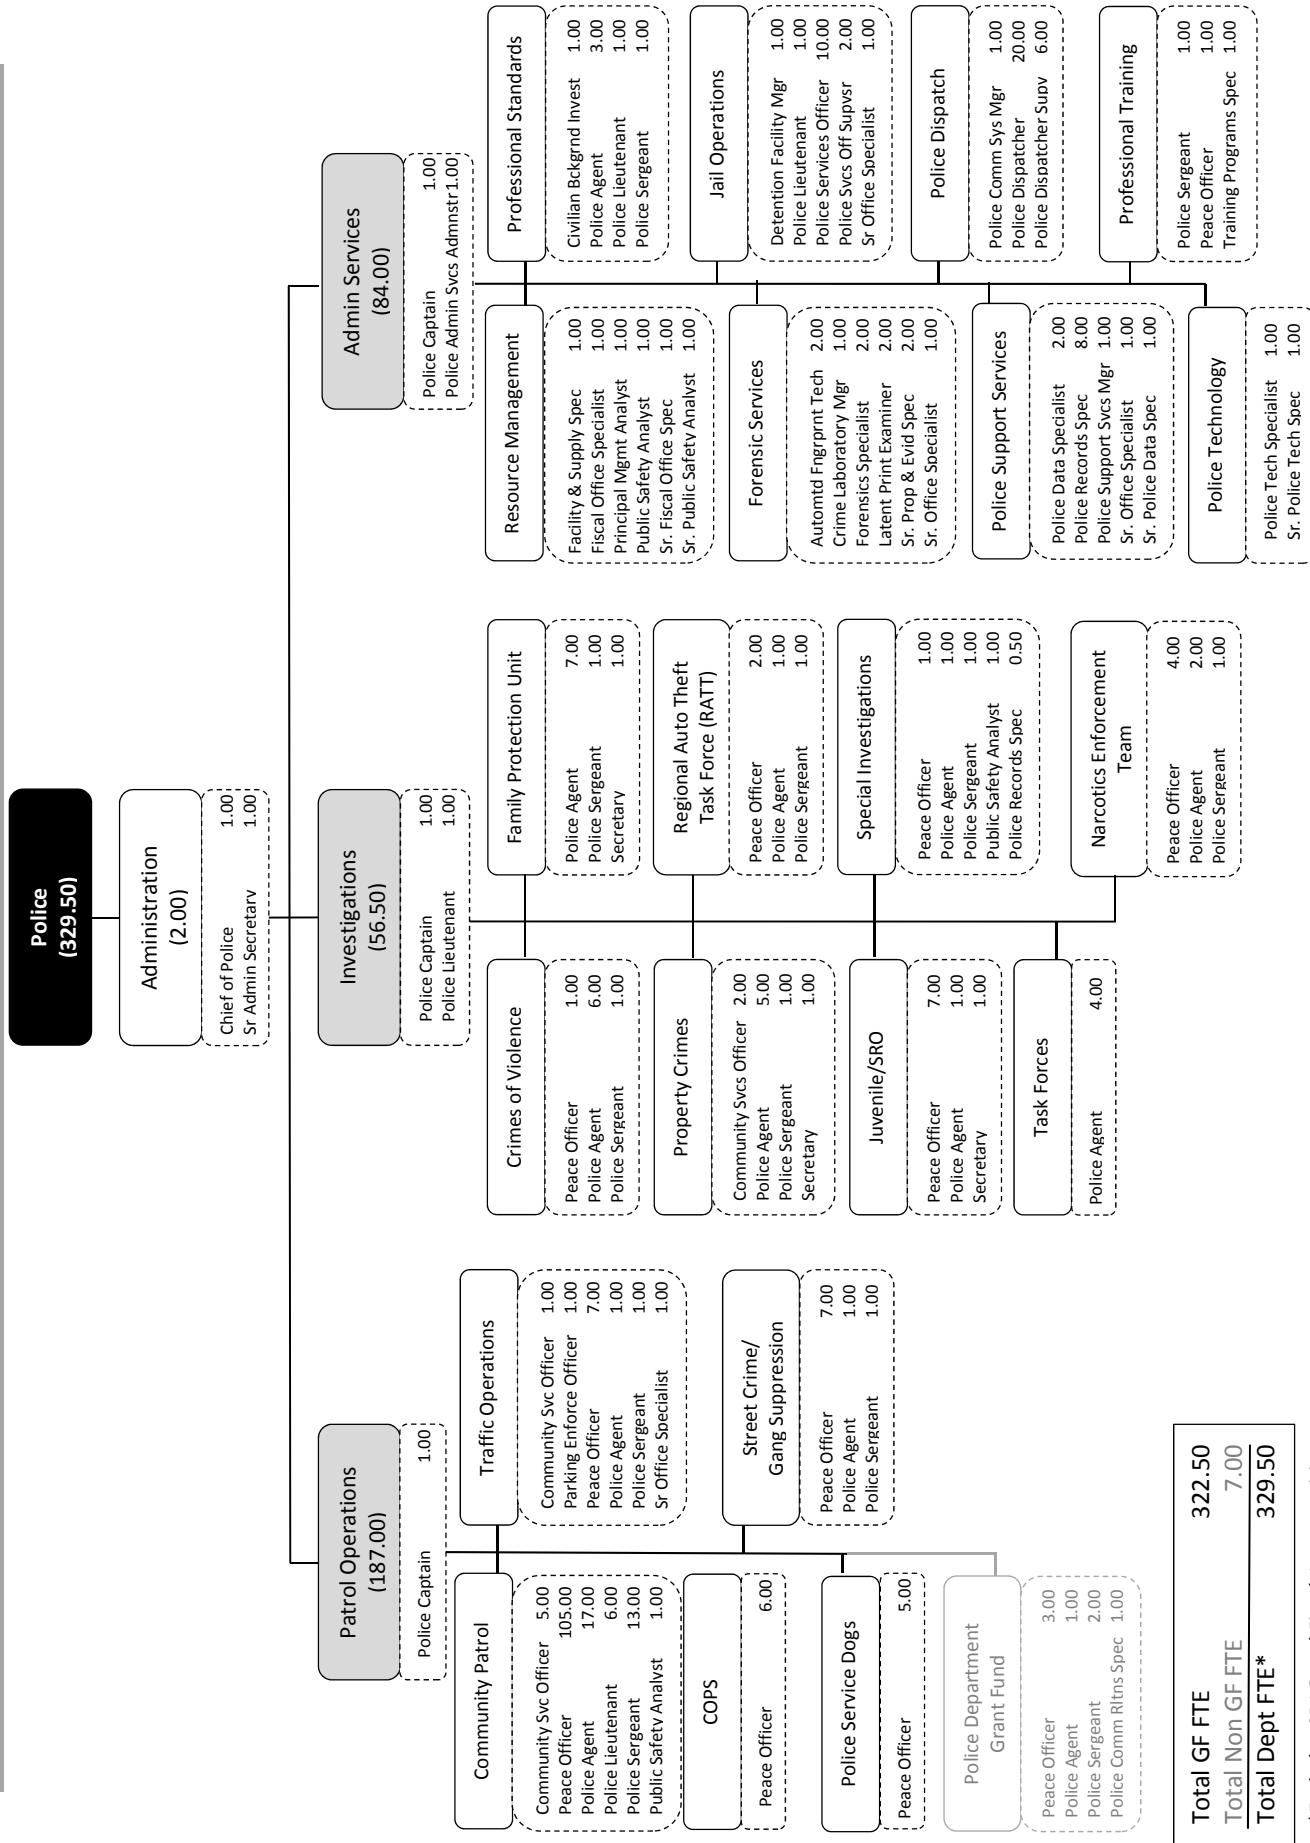 Police
(329.50)
Administration
(2.00)
Chief of Police 1.00
Sr Admin Secretary 1.00
Patrol Operations
(187.00)
Police Captain 1.00
Community Patrol
Community Svc Officer 5.00
Peace Officer 105.00
Police Agent 17.00
Police Lieutenant 6.00
Police Sergeant 13.00
Public Safety Analyst 1.00
Traffic Operations
Community Svc Officer 1.00
Parking Enforce Officer 1.00
Peace Officer 7.00
Police Agent 1.00
Police Sergeant 1.00
Sr Office Specialist 1.00
COPS
Peace Officer 6.00
Street Crime/
Gang Suppression
Peace Officer 7.00
Police Agent 1.00
Police Sergeant 1.00
Police Service Dogs
Peace Officer 5.00
Police Department
Grant Fund
Peace Officer 3.00
Police Agent 1.00
Police Sergeant 2.00
Police Comm Rltns Spec 1.00
Investigations
(56.50)
Police Captain 1.00
Police Lieutenant 1.00
Crimes of Violence
Peace Officer 1.00
Police Agent 6.00
Police Sergeant 1.00
Family Protection Unit
Police Agent 7.00
Police Sergeant 1.00
Secretary 1.00
Property Crimes
Community Svcs Officer 2.00
Police Agent 5.00
Police Sergeant 1.00
Secretary 1.00
Regional Auto Theft
Task Force (RATT)
Peace Officer 2.00
Police Agent 1.00
Police Sergeant 1.00
Juvenile/SRO
Peace Officer 7.00
Police Agent 1.00
Secretary 1.00
Special Investigations
Peace Officer 1.00
Police Agent 1.00
Police Sergeant 1.00
Public Safety Analyst 1.00
Police Records Spec 0.50
Task Forces
Police Agent 4.00
Narcotics Enforcement
Team
Peace Officer 4.00
Police Agent 2.00
Police Sergeant 1.00
Admin Services
(84.00)
Police Captain 1.00
Police Admin Svcs Admnstr 1.00
Resource Management
Facility & Supply Spec 1.00
Fiscal Office Specialist 1.00
Principal Mgmt Analyst 1.00
Public Safety Analyst 1.00
Sr. Fiscal Office Spec 1.00
Sr. Public Safety Analyst 1.00
Professional Standards
Civilian Bckgrnd Invest 1.00
Police Agent 3.00
Police Lieutenant 1.00
Police Sergeant 1.00
Forensic Services
Automtd Fngrprnt Tech 2.00
Crime Laboratory Mgr 1.00
Forensics Specialist 2.00
Latent Print Examiner 2.00
Sr. Prop & Evid Spec 2.00
Sr. Office Specialist 1.00
Jail Operations
Detention Facility Mgr 1.00
Police Lieutenant 1.00
Police Services Officer 10.00
Police Svcs Off Supvsr 2.00
Sr Office Specialist 1.00
Police Support Services
Police Data Specialist 2.00
Police Records Spec 8.00
Police Support Svcs Mgr 1.00
Sr. Office Specialist 1.00
Sr. Police Data Spec 1.00
Police Dispatch
Police Comm Sys Mgr 1.00
Police Dispatcher 20.00
Police Dispatcher Supv 6.00
Police Technology
Police Tech Specialist 1.00
Sr. Police Tech Spec 1.00
Professional Training
Police Sergeant 1.00
Peace Officer 1.00
Training Programs Spec 1.00
Total GF FTE 322.50
Total Non GF FTE 7.00
Total Dept FTE* 329.50